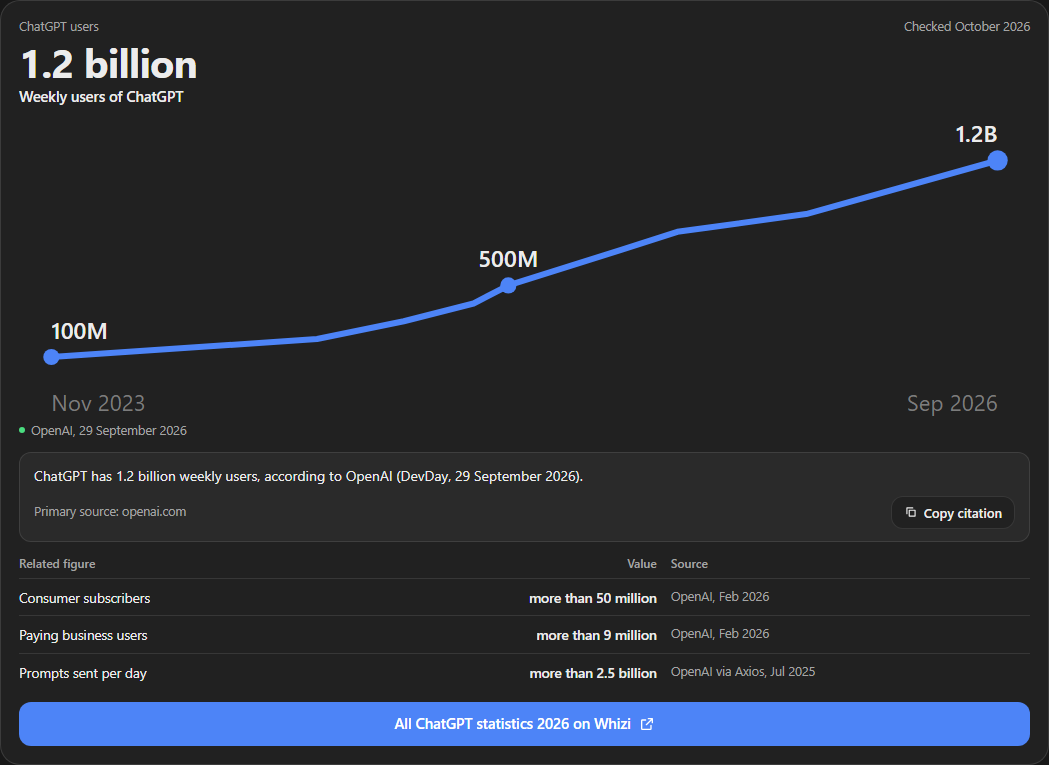 ChatGPT users
Checked October 2026
1.2 billion
Weekly users of ChatGPT
1.2B
500M
100M
Nov 2023
Sep 2026
OpenAI, 29 September 2026
ChatGPT has 1.2 billion weekly users, according to OpenAI (DevDay, 29 September 2026).
Primary source: openai.com
Copy citation
Related figure Value Source
Consumer subscribers more than 50 million OpenAI, Feb 2026
Paying business users more than 9 million OpenAI, Feb 2026
Prompts sent per day more than 2.5 billion OpenAI via Axios, Jul 2025
All ChatGPT statistics 2026 on Whizi